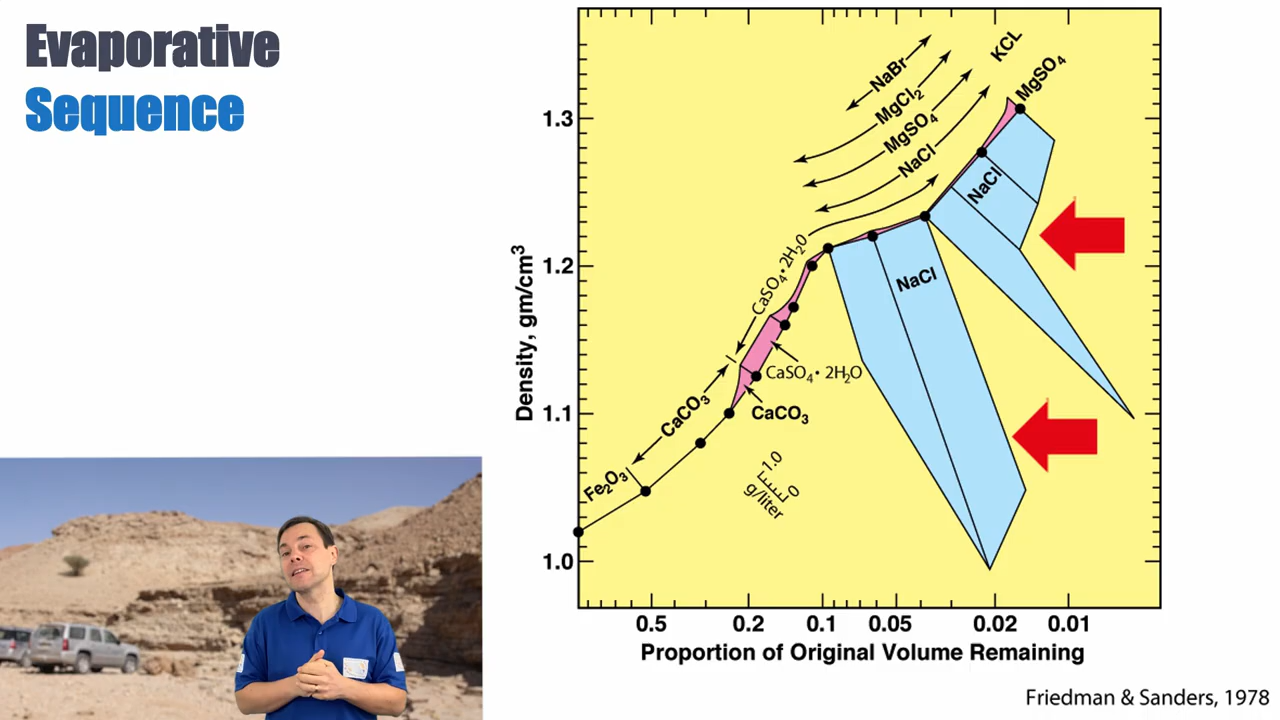 Evaporative
Sequence
KCL
NaBr
MgCl₂
MgSO₄
MgSO₄
NaCl
NaCl
NaCl
CaSO₄•2H₂O
CaSO₄•2H₂O
CaCO₃
CaCO₃
Fe₂O₃
1.0
0
g/liter
Density, gm/cm³
1.3
1.2
1.1
1.0
0.5 0.2 0.1 0.05 0.02 0.01
Proportion of Original Volume Remaining
Friedman & Sanders, 1978